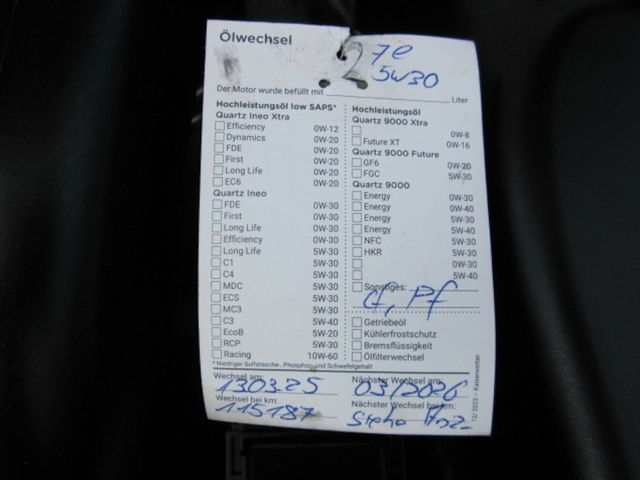 Ölwechsel
7l
5W30
Der Motor wurde befüllt mit Liter
Hochleistungsöl low SAPS*
Quartz Ineo Xtra
Efficiency 0W-12
Dynamics 0W-20
FDE 0W-20
First 0W-20
Long Life 0W-20
EC6 0W-20
Quartz Ineo
FDE 0W-30
First 0W-30
Long Life 0W-30
Efficiency 0W-30
Long Life 5W-30
C1 5W-30
C4 5W-30
MDC 5W-30
ECS 5W-30
MC3 5W-30
C3 5W-40
EcoB 5W-20
RCP 5W-30
Racing 10W-60
* Niedriger Sulfatasche-, Phosphor- und Schwefelgehalt
Hochleistungsöl
Quartz 9000 Xtra
0W-8
Future XT 0W-16
Quartz 9000 Future
GF6 0W-20
FGC 5W-30
Quartz 9000
Energy 0W-30
Energy 0W-40
Energy 5W-30
Energy 5W-40
NFC 5W-30
HKR 5W-30
0W-30
5W-40
Sonstiges:
Getriebeöl
Kühlerfrostschutz
Bremsflüssigkeit
Ölfilterwechsel
Wechsel am: 130325
Nächster Wechsel am: 03/2026
Wechsel bei km: 115187
Nächster Wechsel bei km: Siehe
12/2023 – Kaiserwetter